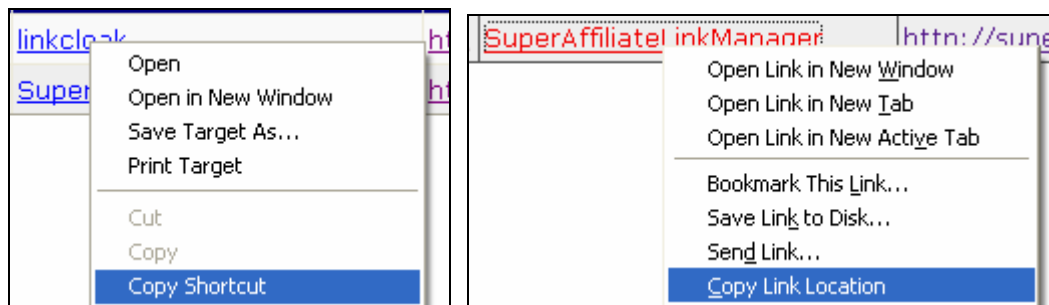 linkcloak
Super
Open
Open in New Window
Save Target As...
Print Target
Cut
Copy
Copy Shortcut
SuperAffiliateLinkManager
http://supe
Open Link in New Window
Open Link in New Tab
Open Link in New Active Tab
Bookmark This Link...
Save Link to Disk...
Send Link...
Copy Link Location